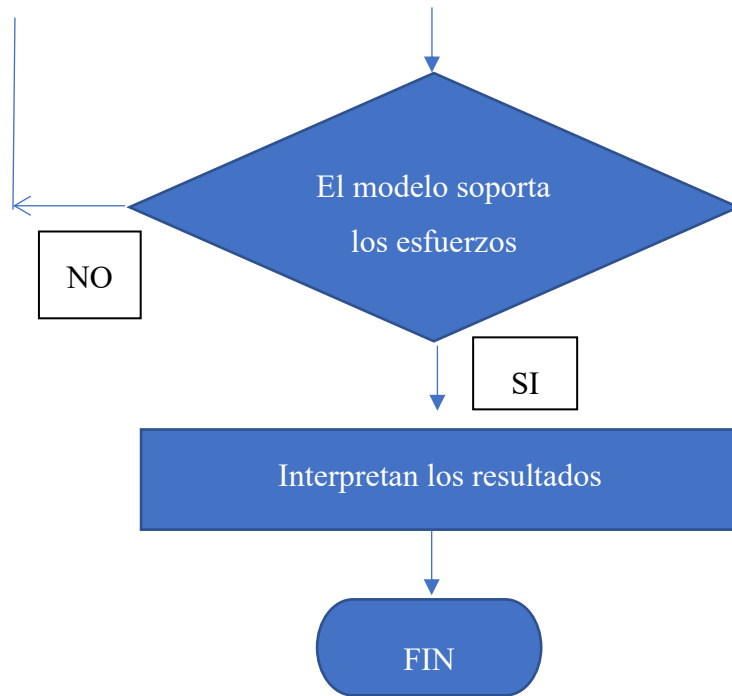 El modelo soporta
los esfuerzos
NO
SI
Interpretan los resultados
FIN